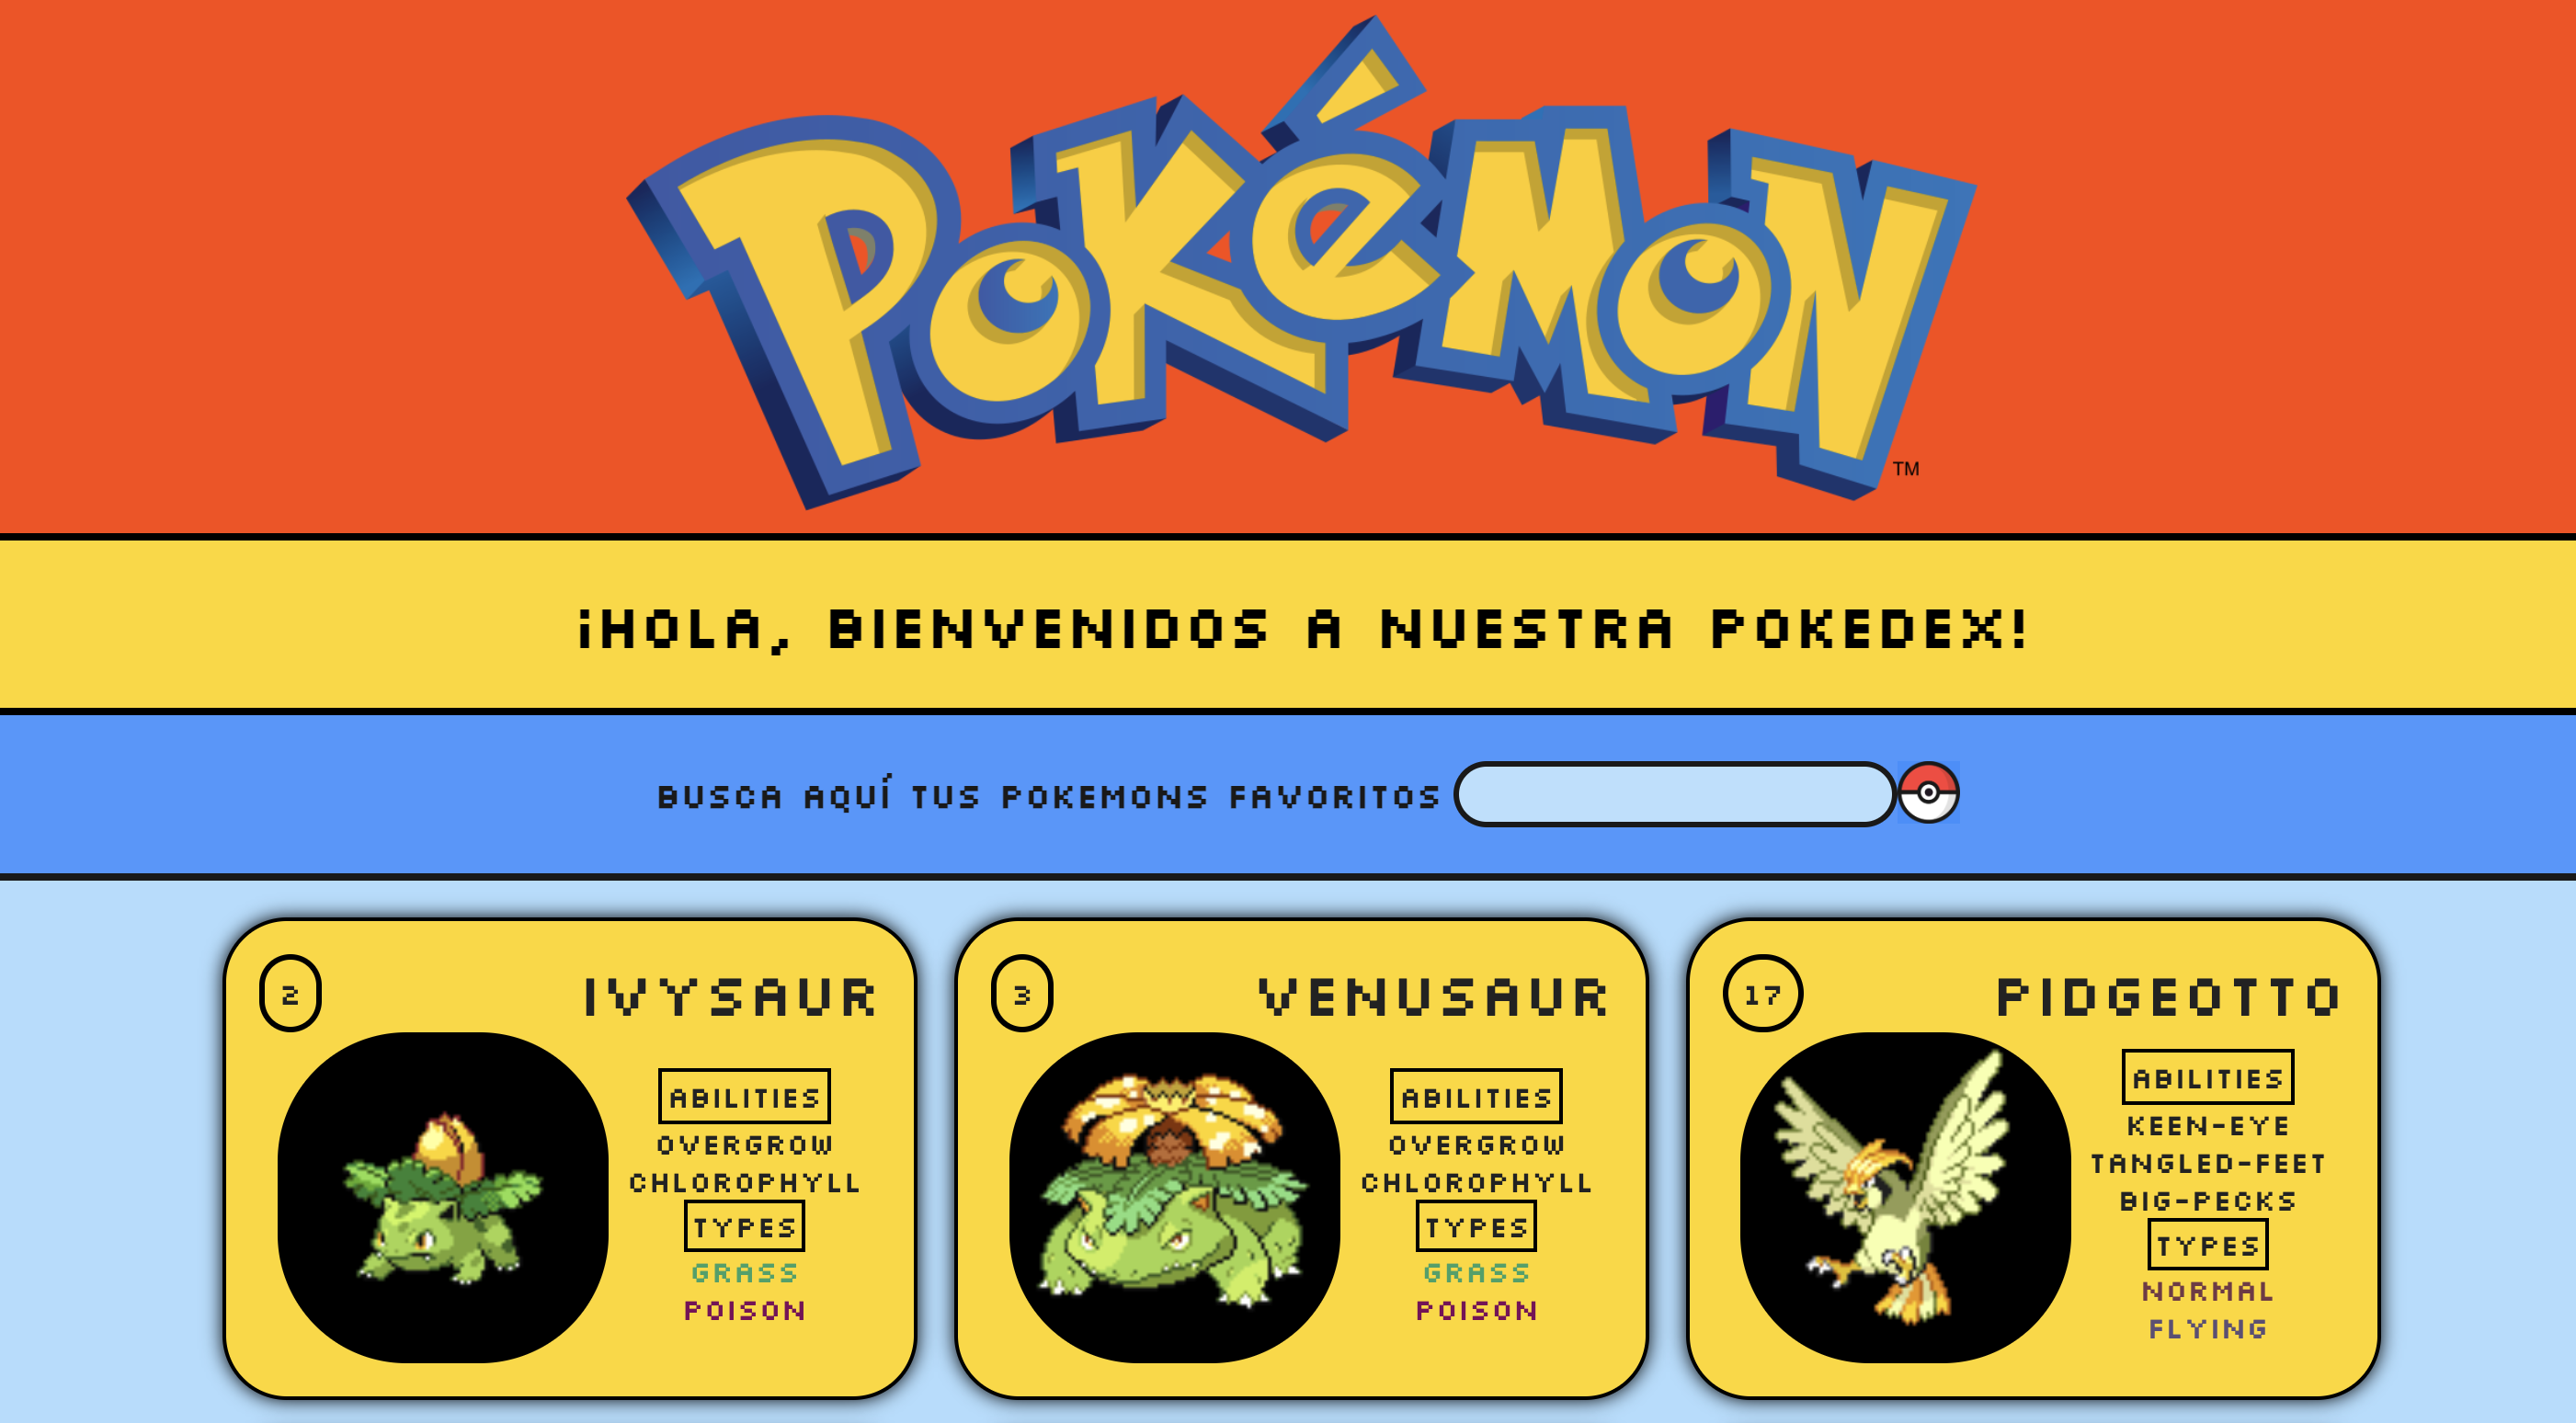 POKéMON
TM
¡HOLA, BIENVENIDOS A NUESTRA POKEDEX!
BUSCA AQUÍ TUS POKEMONS FAVORITOS
2
IVYSAUR
ABILITIES
OVERGROW
CHLOROPHYLL
TYPES
GRASS
POISON
3
VENUSAUR
ABILITIES
OVERGROW
CHLOROPHYLL
TYPES
GRASS
POISON
17
PIDGEOTTO
ABILITIES
KEEN-EYE
TANGLED-FEET
BIG-PECKS
TYPES
NORMAL
FLYING